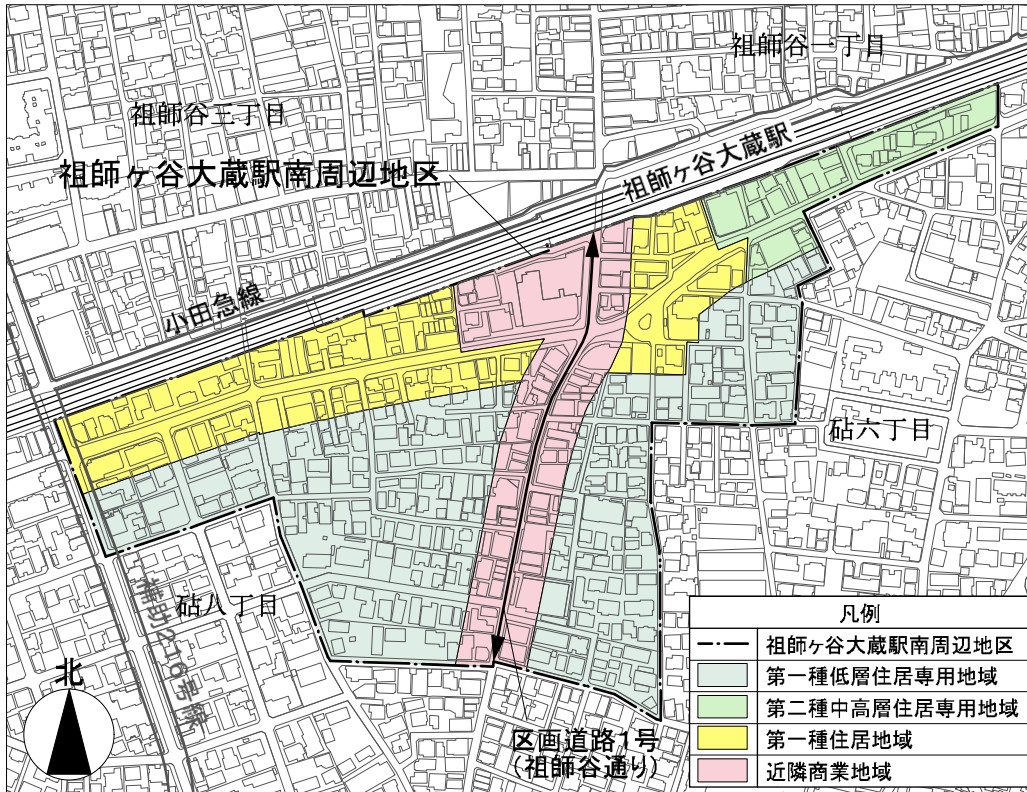 祖師谷一丁目
祖師谷三丁目
祖師ヶ谷大蔵駅
祖師ヶ谷大蔵駅南周辺地区
小田急線
砧六丁目
補助216号線
砧八丁目
北
区画道路1号
(祖師谷通り)
凡例
祖師ヶ谷大蔵駅南周辺地区
第一種低層住居専用地域
第二種中高層住居専用地域
第一種住居地域
近隣商業地域